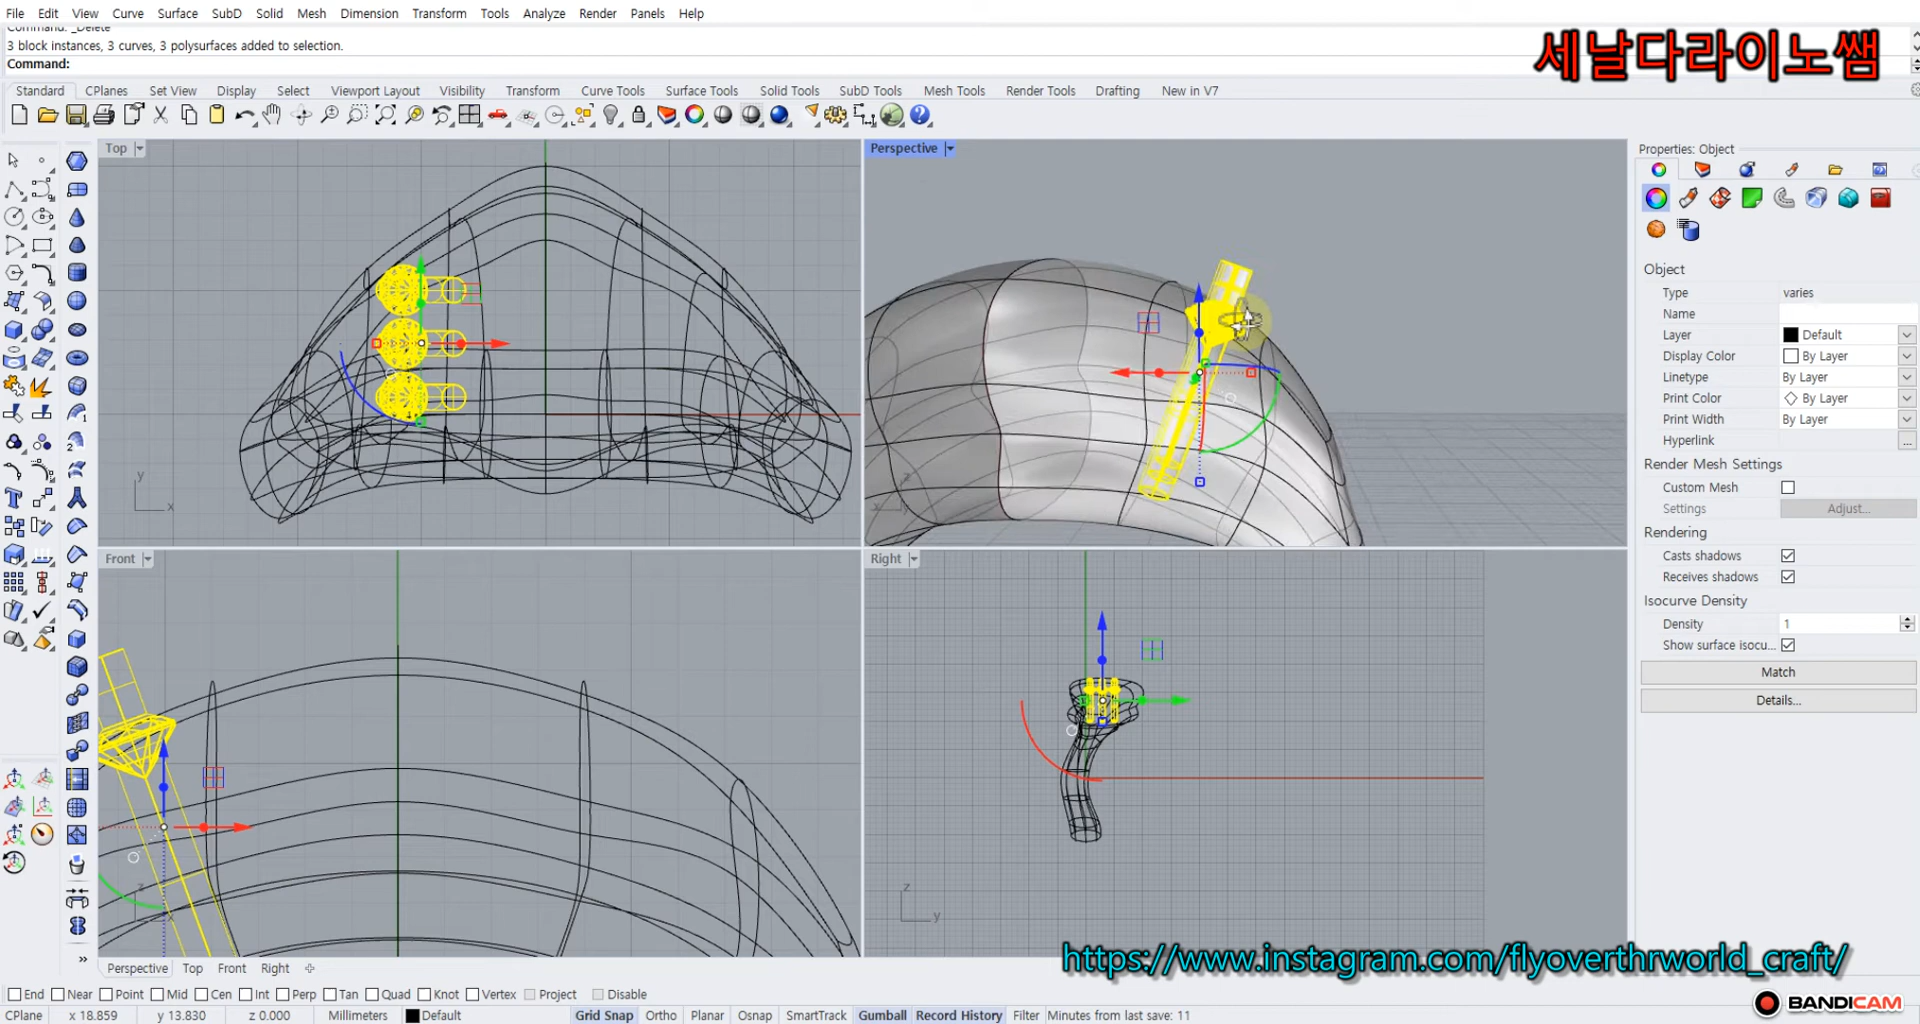 File Edit View Curve Surface SubD Solid Mesh Dimension Transform Tools Analyze Render Panels Help
Command: _Delete
3 block instances, 3 curves, 3 polysurfaces added to selection.
Command:
세날다라이노쌤
Standard CPlanes Set View Display Select Viewport Layout Visibility Transform Curve Tools Surface Tools Solid Tools SubD Tools Mesh Tools Render Tools Drafting New in V7
Top
Perspective
Front
Right
y
x
z
x
z
x
z
y
Properties: Object
Object
Type varies
Name
Layer Default
Display Color By Layer
Linetype By Layer
Print Color By Layer
Print Width By Layer
Hyperlink ...
Render Mesh Settings
Custom Mesh
Settings Adjust...
Rendering
Casts shadows
Receives shadows
Isocurve Density
Density 1
Show surface isocu...
Match
Details...
https://www.instagram.com/flyoverthrworld_craft/
Perspective Top Front Right
End Near Point Mid Cen Int Perp Tan Quad Knot Vertex Project Disable
BANDICAM
CPlane x 18.859 y 13.830 z 0.000 Millimeters Default Grid Snap Ortho Planar Osnap SmartTrack Gumball Record History Filter Minutes from last save: 11